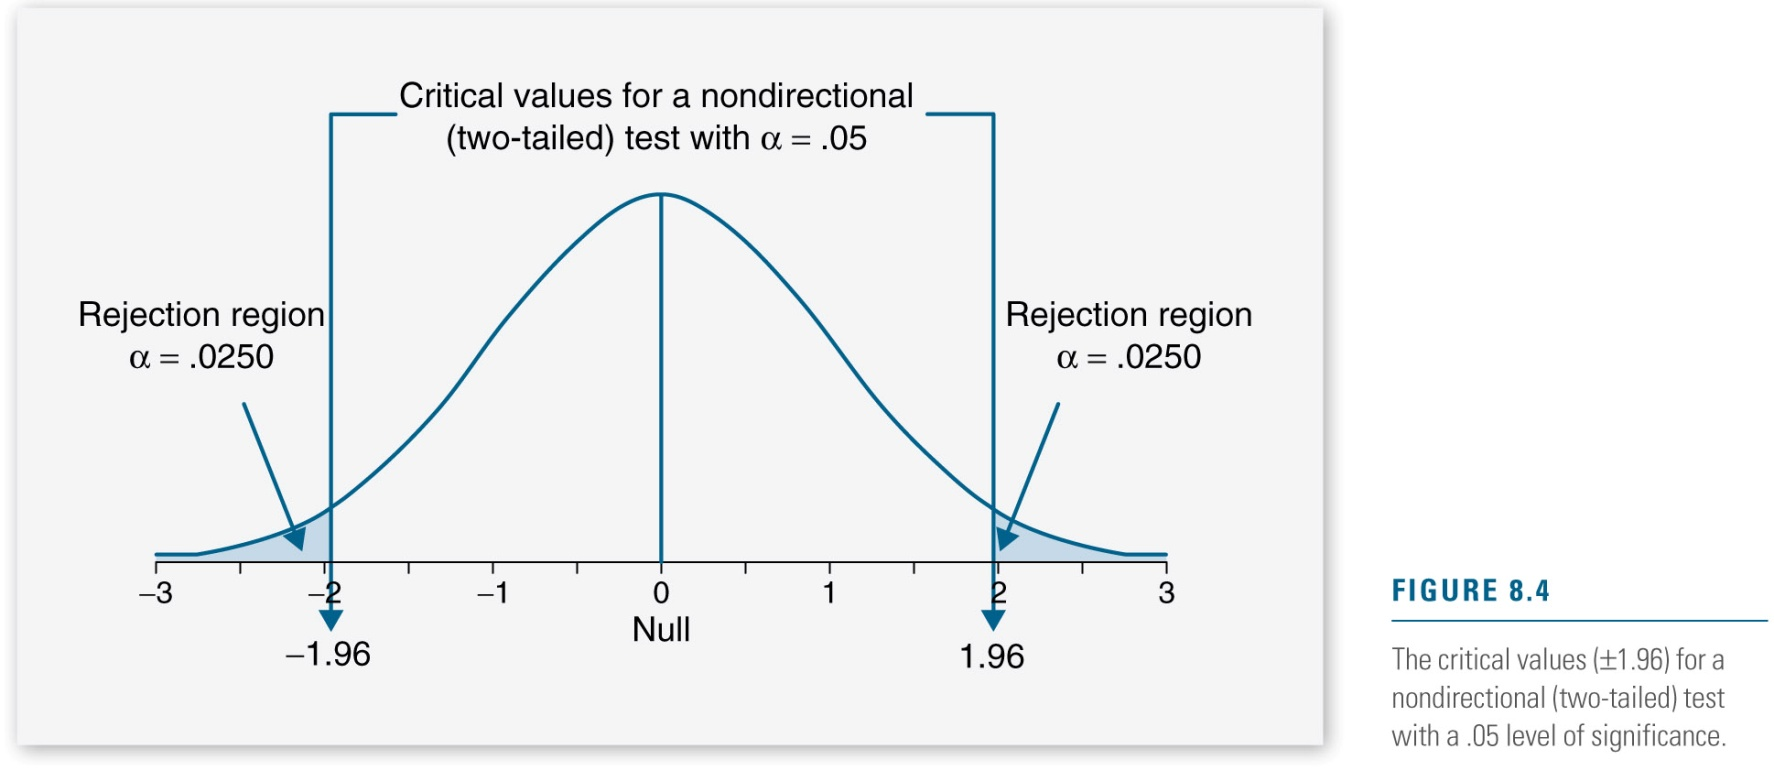 Critical values for a nondirectional
(two-tailed) test with α = .05
Rejection region
α = .0250
Rejection region
α = .0250
–3 –2 –1 0 1 2 3
Null
–1.96
1.96
FIGURE 8.4
The critical values (±1.96) for a
nondirectional (two-tailed) test
with a .05 level of significance.